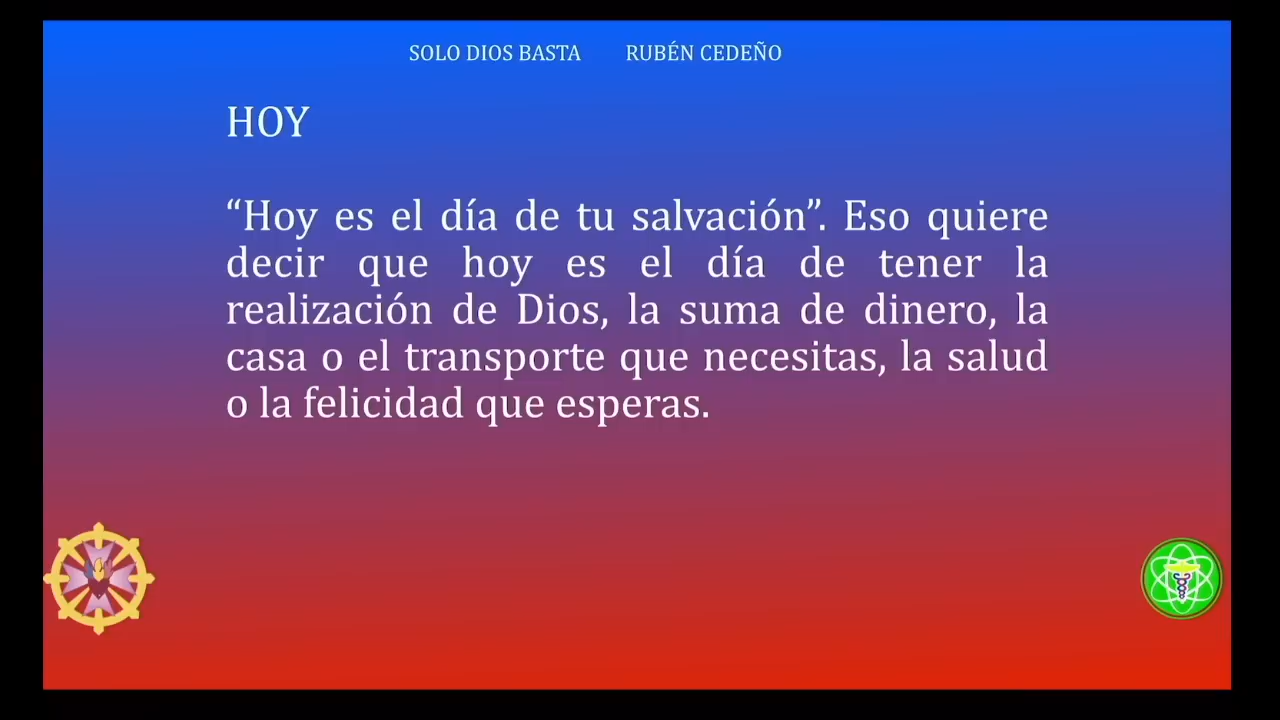 SOLO DIOS BASTA RUBÉN CEDEÑO
HOY
“Hoy es el día de tu salvación”. Eso quiere
decir que hoy es el día de tener la
realización de Dios, la suma de dinero, la
casa o el transporte que necesitas, la salud
o la felicidad que esperas.